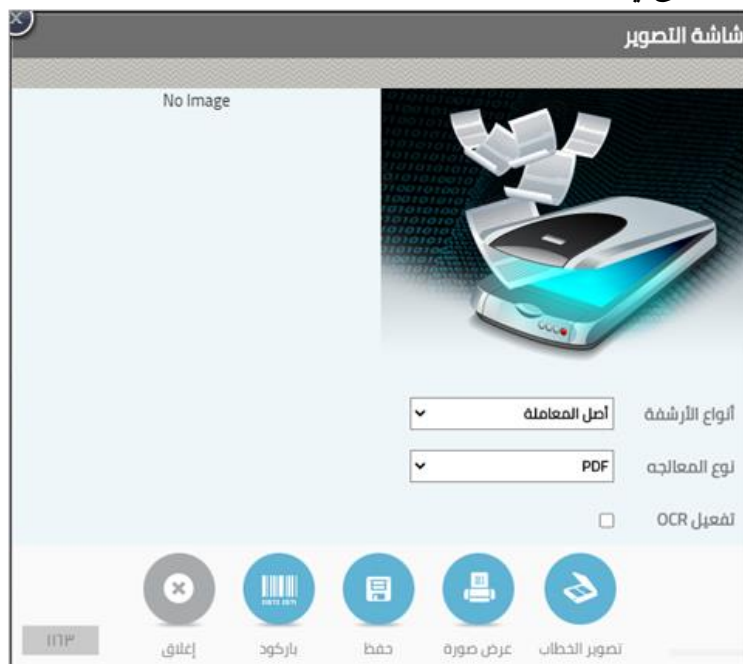 شاشة التصوير
No Image
أنواع الأرشفة
أصل المعاملة
نوع المعالجه
PDF
تفعيل OCR
تصوير الخطاب
عرض صورة
حفظ
باركود
إغلاق
١١٦٣